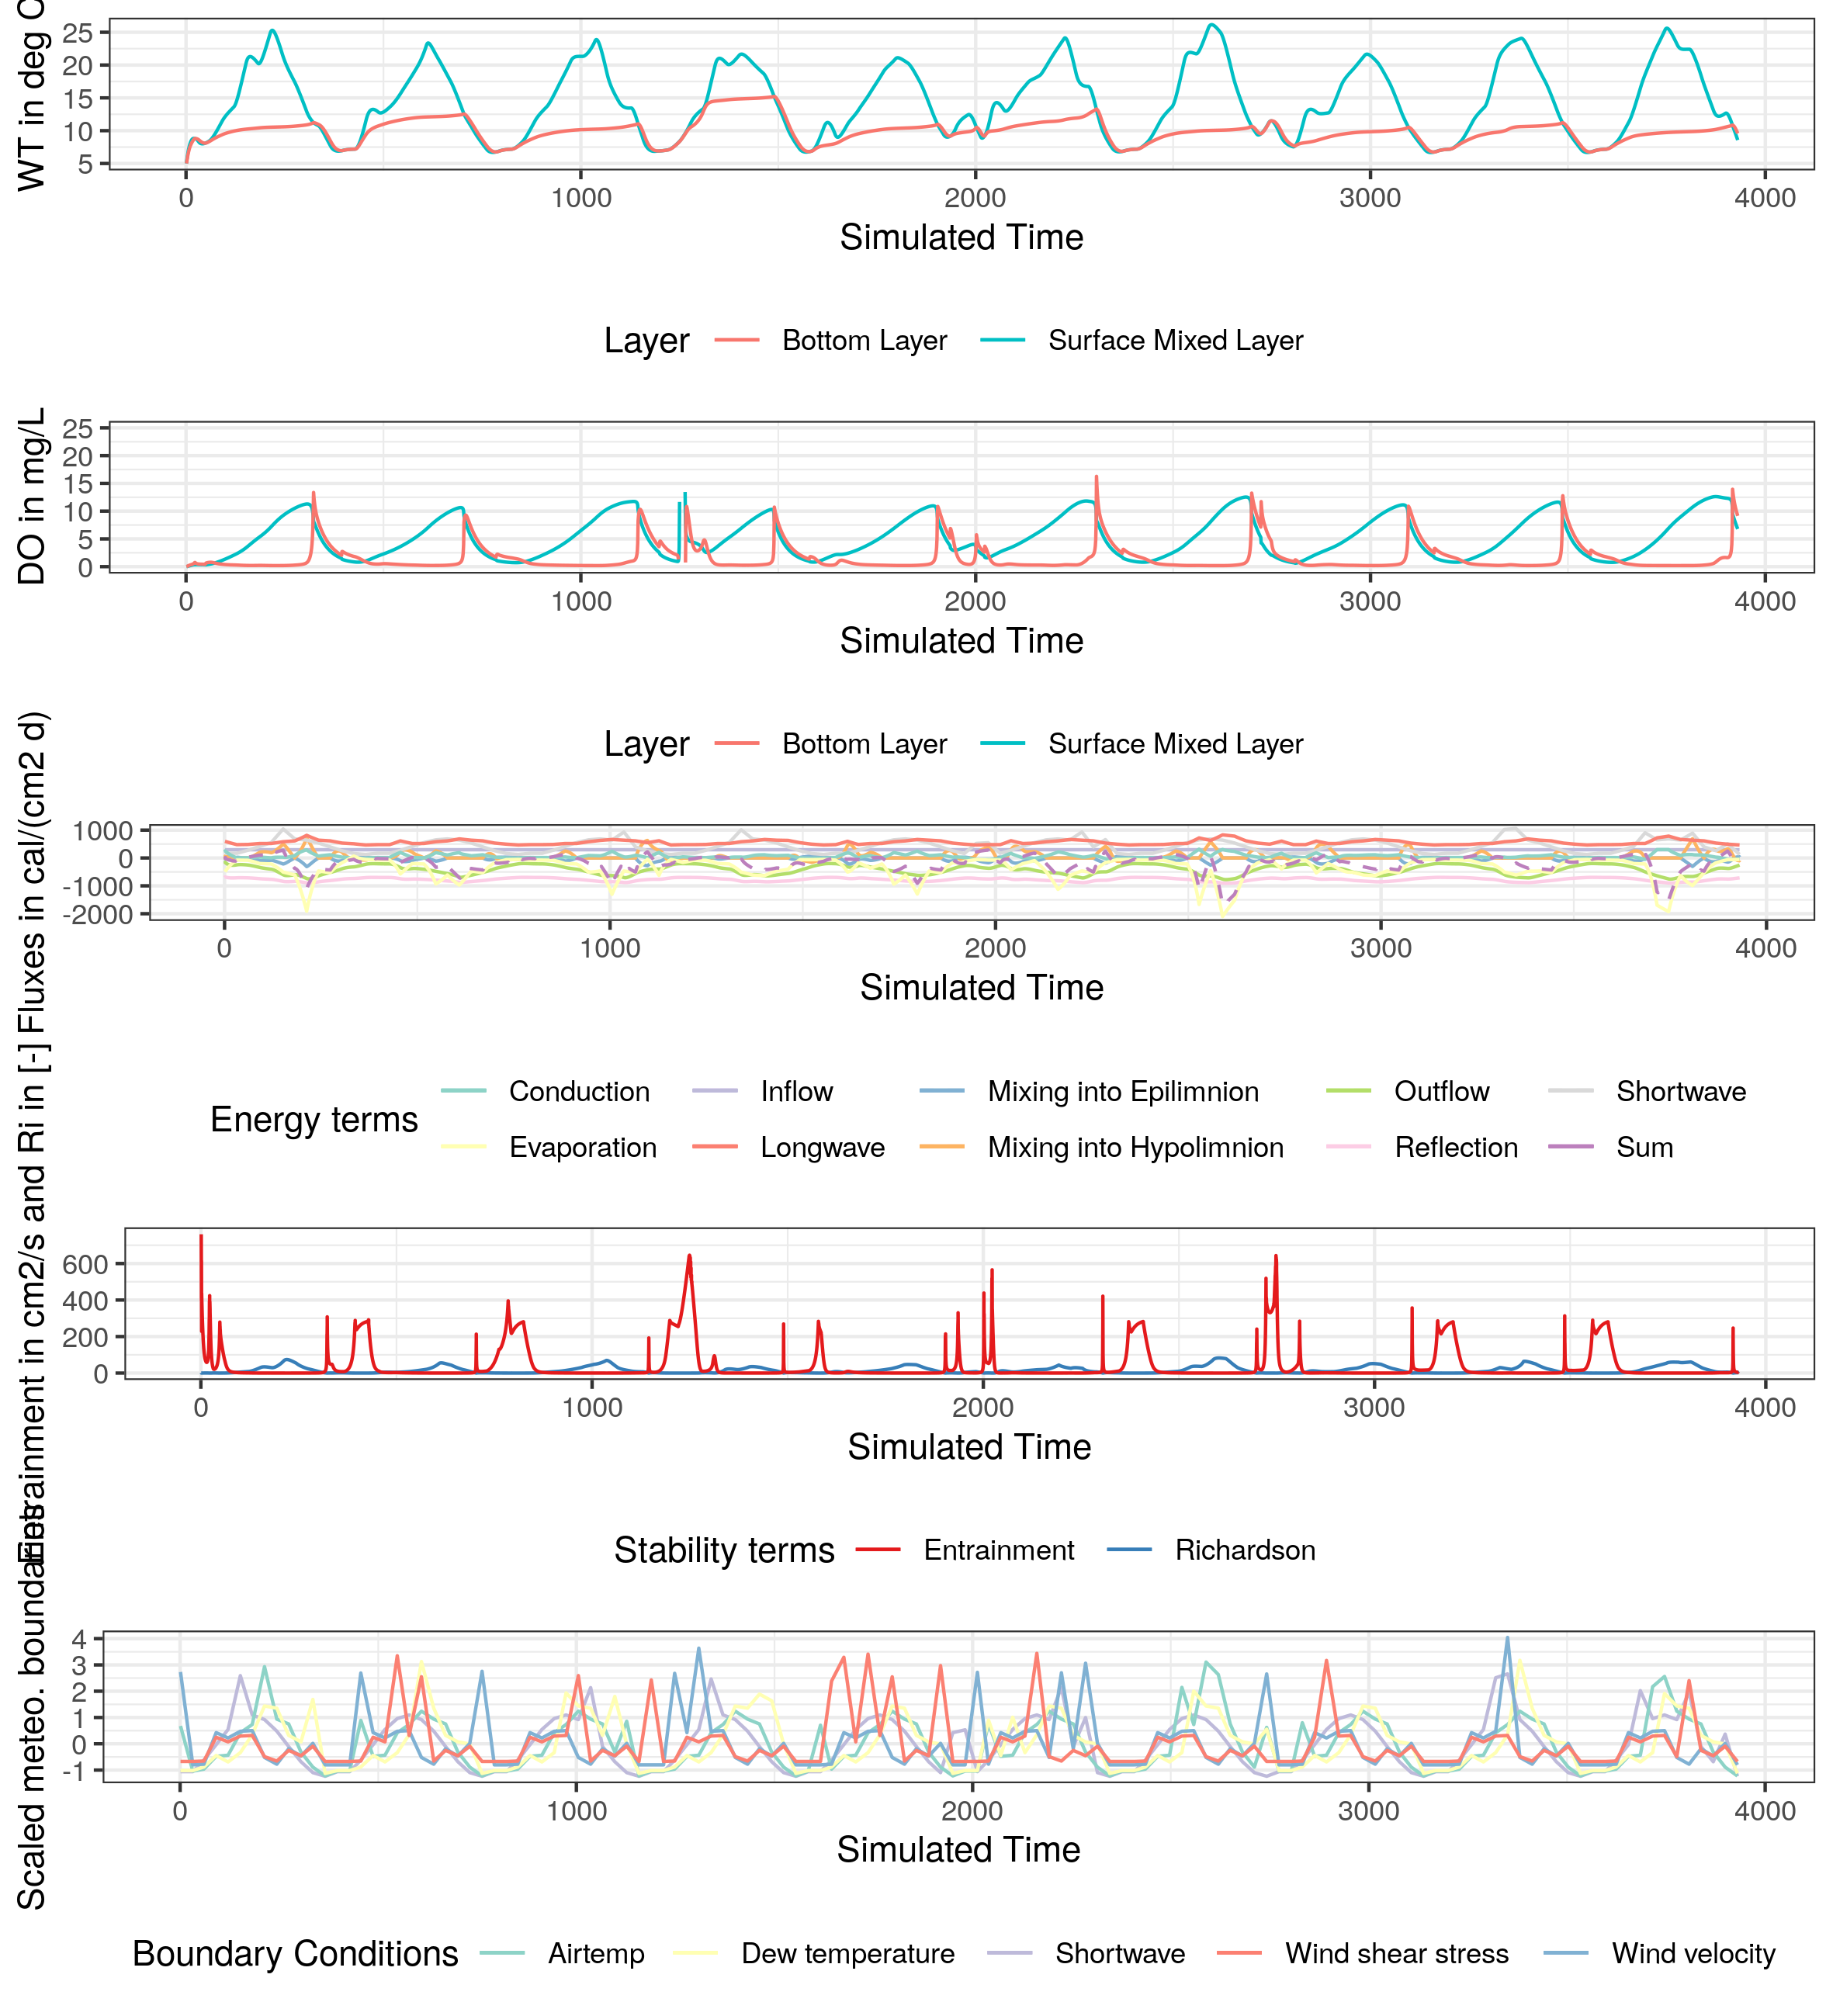 WT in deg C
25
20
15
10
5
0 1000 2000 3000 4000
Simulated Time
Layer Bottom Layer Surface Mixed Layer
DO in mg/L
25
20
15
10
5
0
0 1000 2000 3000 4000
Simulated Time
Layer Bottom Layer Surface Mixed Layer
Fluxes in cal/(cm2 d)
1000
0
-1000
-2000
0 1000 2000 3000 4000
Simulated Time
Energy terms
Conduction Inflow Mixing into Epilimnion Outflow Shortwave
Evaporation Longwave Mixing into Hypolimnion Reflection Sum
Entrainment in cm2/s and Ri in [-]
600
400
200
0
0 1000 2000 3000 4000
Simulated Time
Stability terms Entrainment Richardson
Scaled meteo. boundaries
4
3
2
1
0
-1
0 1000 2000 3000 4000
Simulated Time
Boundary Conditions Airtemp Dew temperature Shortwave Wind shear stress Wind velocity